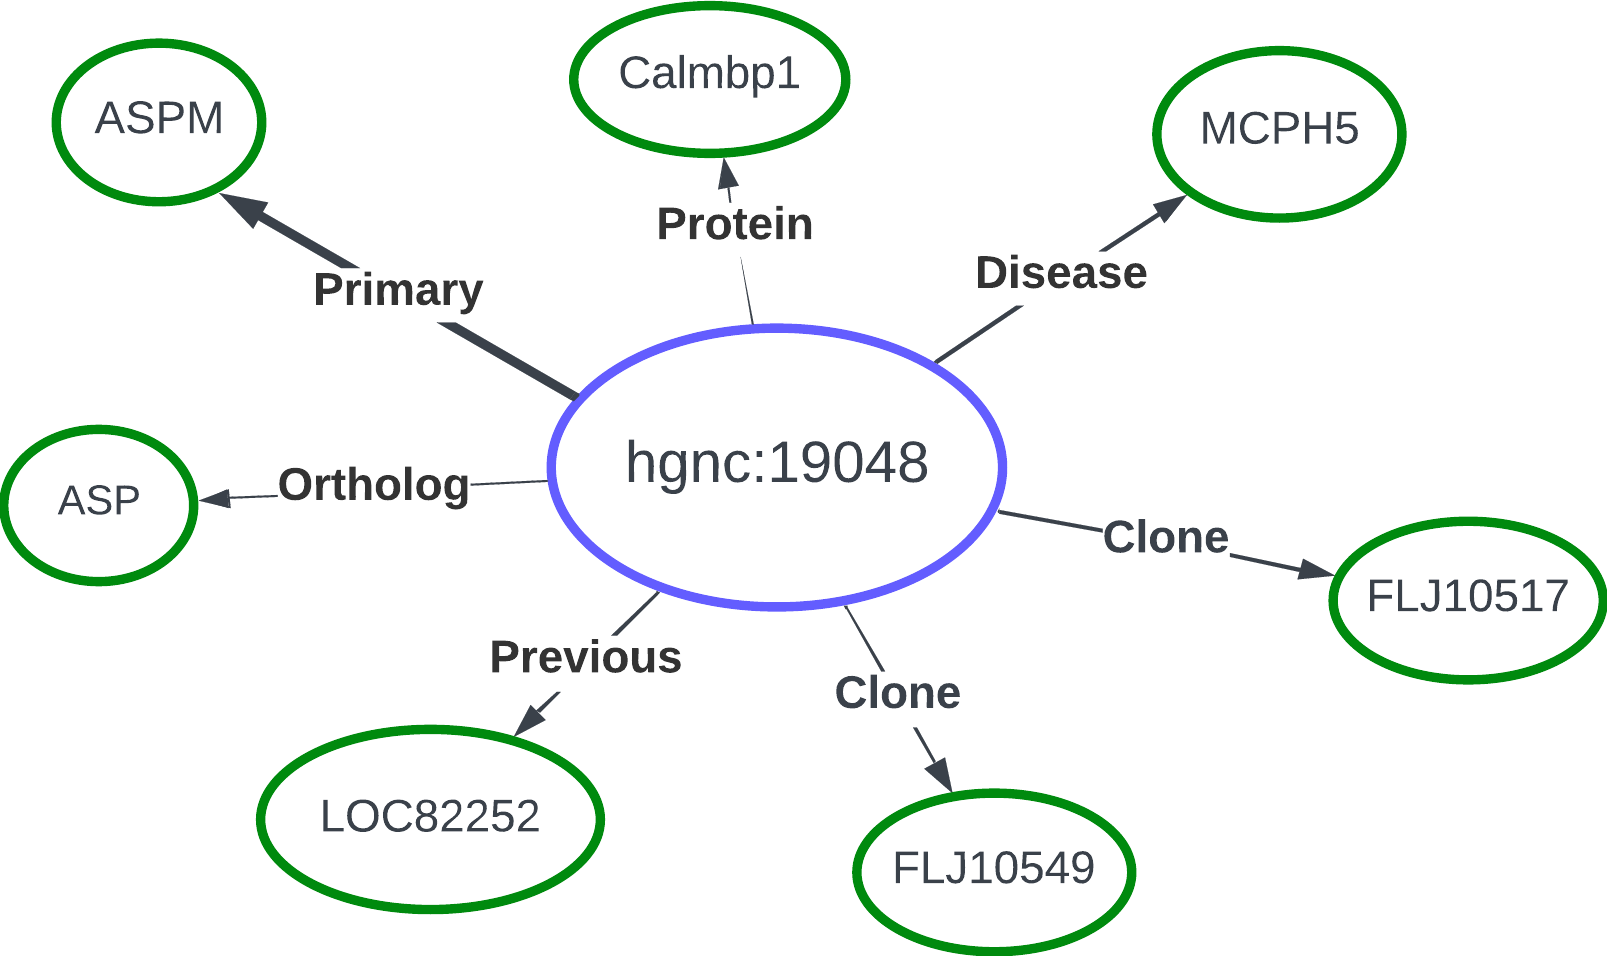 Calmbp1
ASPM
MCPH5
Protein
Disease
Primary
hgnc:19048
Ortholog
ASP
Clone
FLJ10517
Previous
Clone
LOC82252
FLJ10549